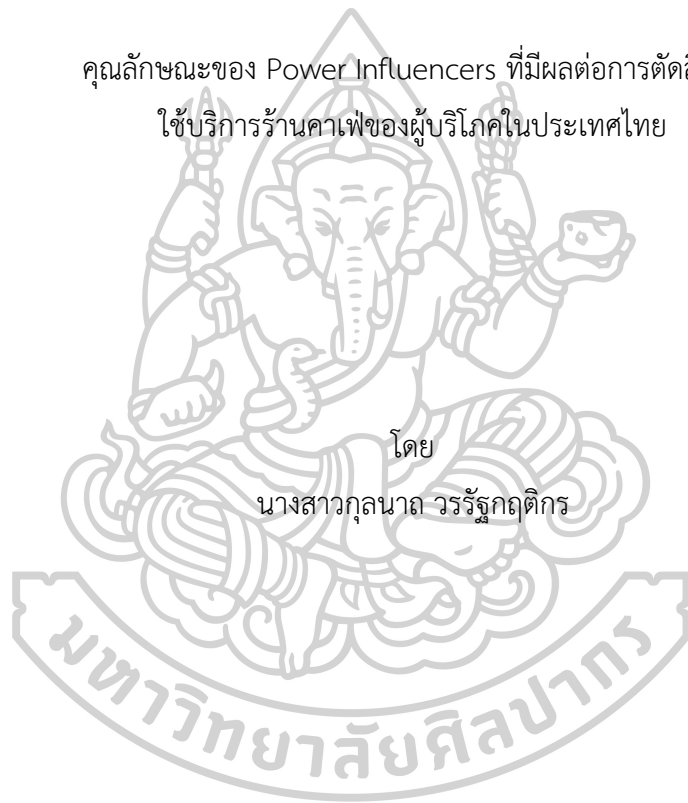 คุณลักษณะของ Power Influencers ที่มีผลต่อการ
ใช้บริการร้านคาเฟ่ของผู้บริโภคในประเทศไทย
โดย
นางสาวกุลนาถ วรรัฐกฤติกร
มหาวิทยาลัยศิลปากร